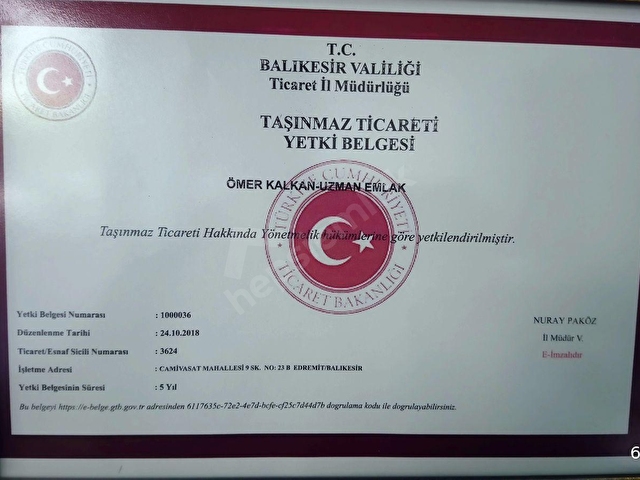 T.C.
BALIKESİR VALİLİĞİ
Ticaret İl Müdürlüğü
TAŞINMAZ TİCARETİ
YETKİ BELGESİ
ÖMER KALKAN-UZMAN EMLAK
TÜRKİYE CUMHURİYETİ
TİCARET BAKANLIĞI
Taşınmaz Ticareti Hakkında Yönetmelik hükümlerine göre yetkilendirilmiştir.
Yetki Belgesi Numarası : 1000036
Düzenlenme Tarihi : 24.10.2018
Ticaret/Esnaf Sicili Numarası : 3624
İşletme Adresi : CAMİVASAT MAHALLESİ 9 SK. NO: 23 B EDREMİT/BALIKESİR
Yetki Belgesinin Süresi : 5 Yıl
NURAY PAKÖZ
İl Müdür V.
E-İmzalıdır
Bu belgeyi https://e-belge.gtb.gov.tr adresinden 6117635c-72e2-4e7d-bcfe-cf25c7d44d7b dogrulama kodu ile dogrulayabilirsiniz.
6